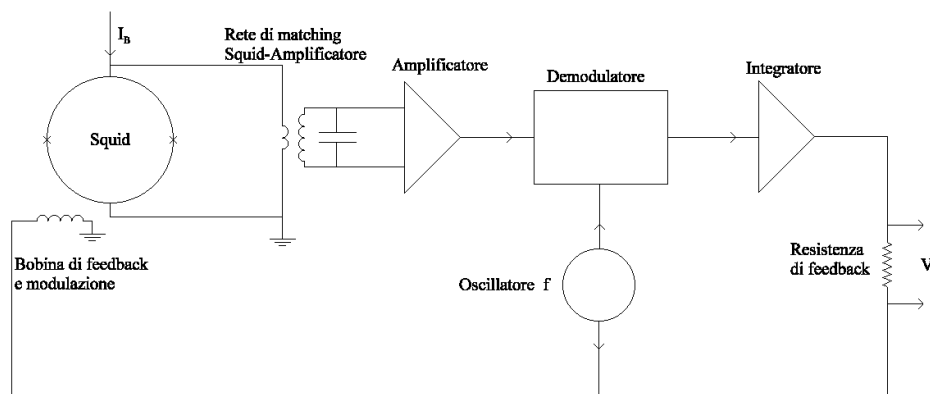 I_B
Rete di matching
Squid-Amplificatore
Amplificatore
Demodulatore
Integratore
Squid
Bobina di feedback
e modulazione
Oscillatore f
Resistenza
di feedback
V